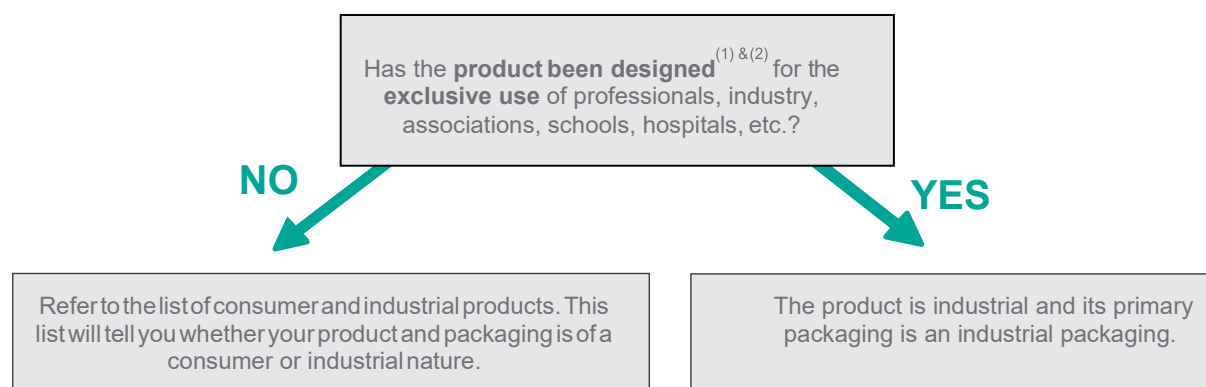 Has the product been designed(1) &(2) for the
exclusive use of professionals, industry,
associations, schools, hospitals, etc.?
NO
YES
Refer to the list of consumer and industrial products. This
list will tell you whether your product and packaging is of a
consumer or industrial nature.
The product is industrial and its primary
packaging is an industrial packaging.